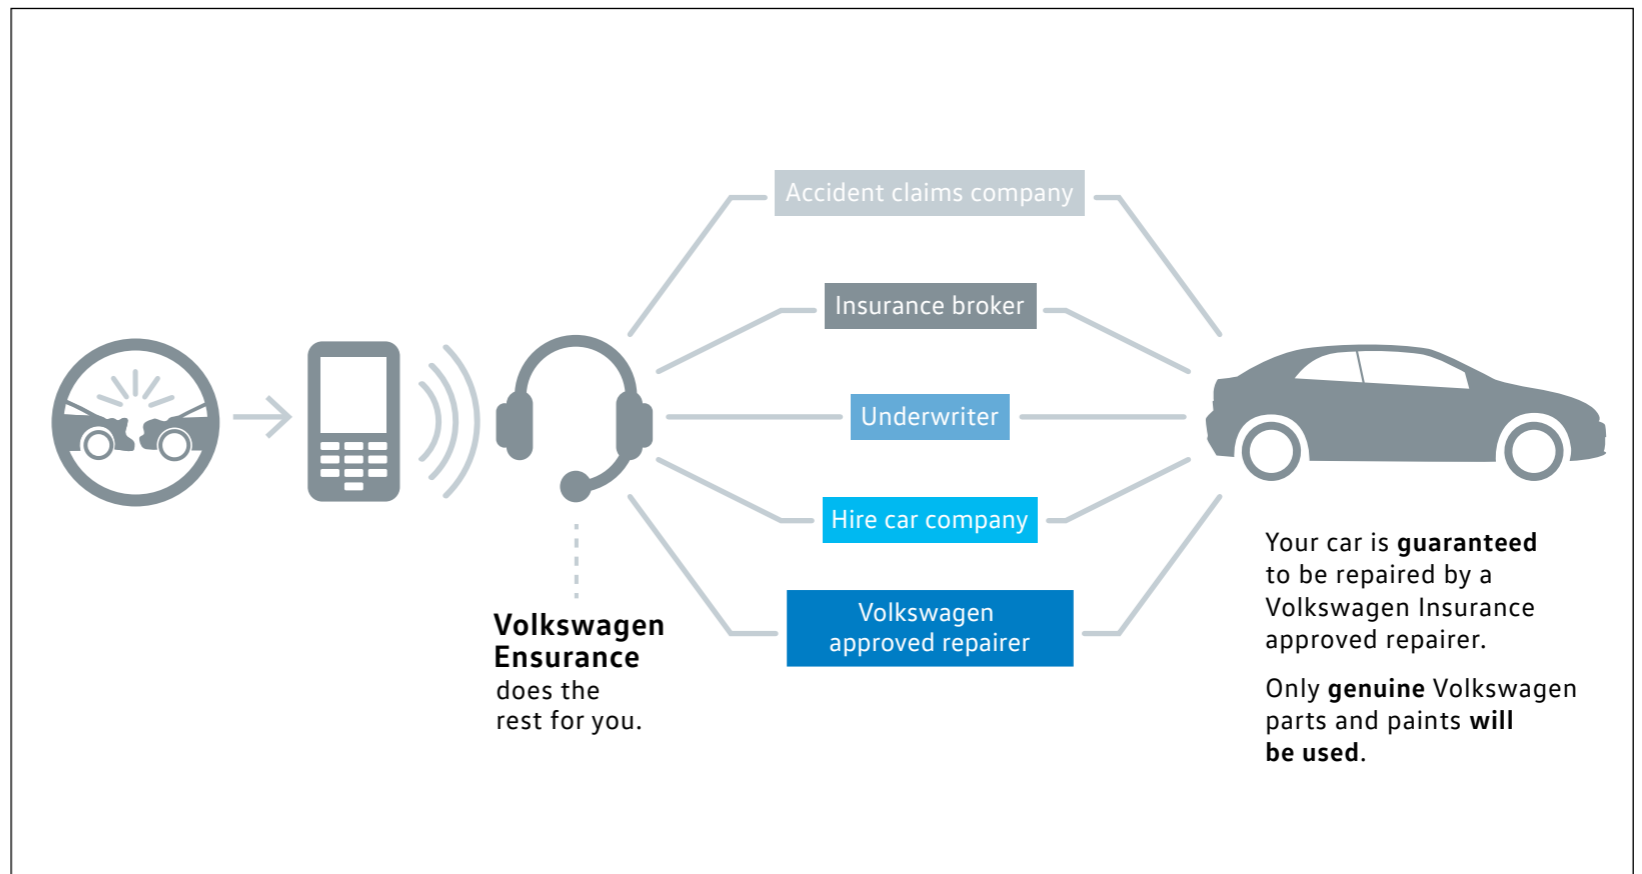 Accident claims company
Insurance broker
Underwriter
Hire car company
Volkswagen
approved repairer
Volkswagen
Ensurance
does the
rest for you.
Your car is guaranteed
to be repaired by a
Volkswagen Insurance
approved repairer.
Only genuine Volkswagen
parts and paints will
be used.